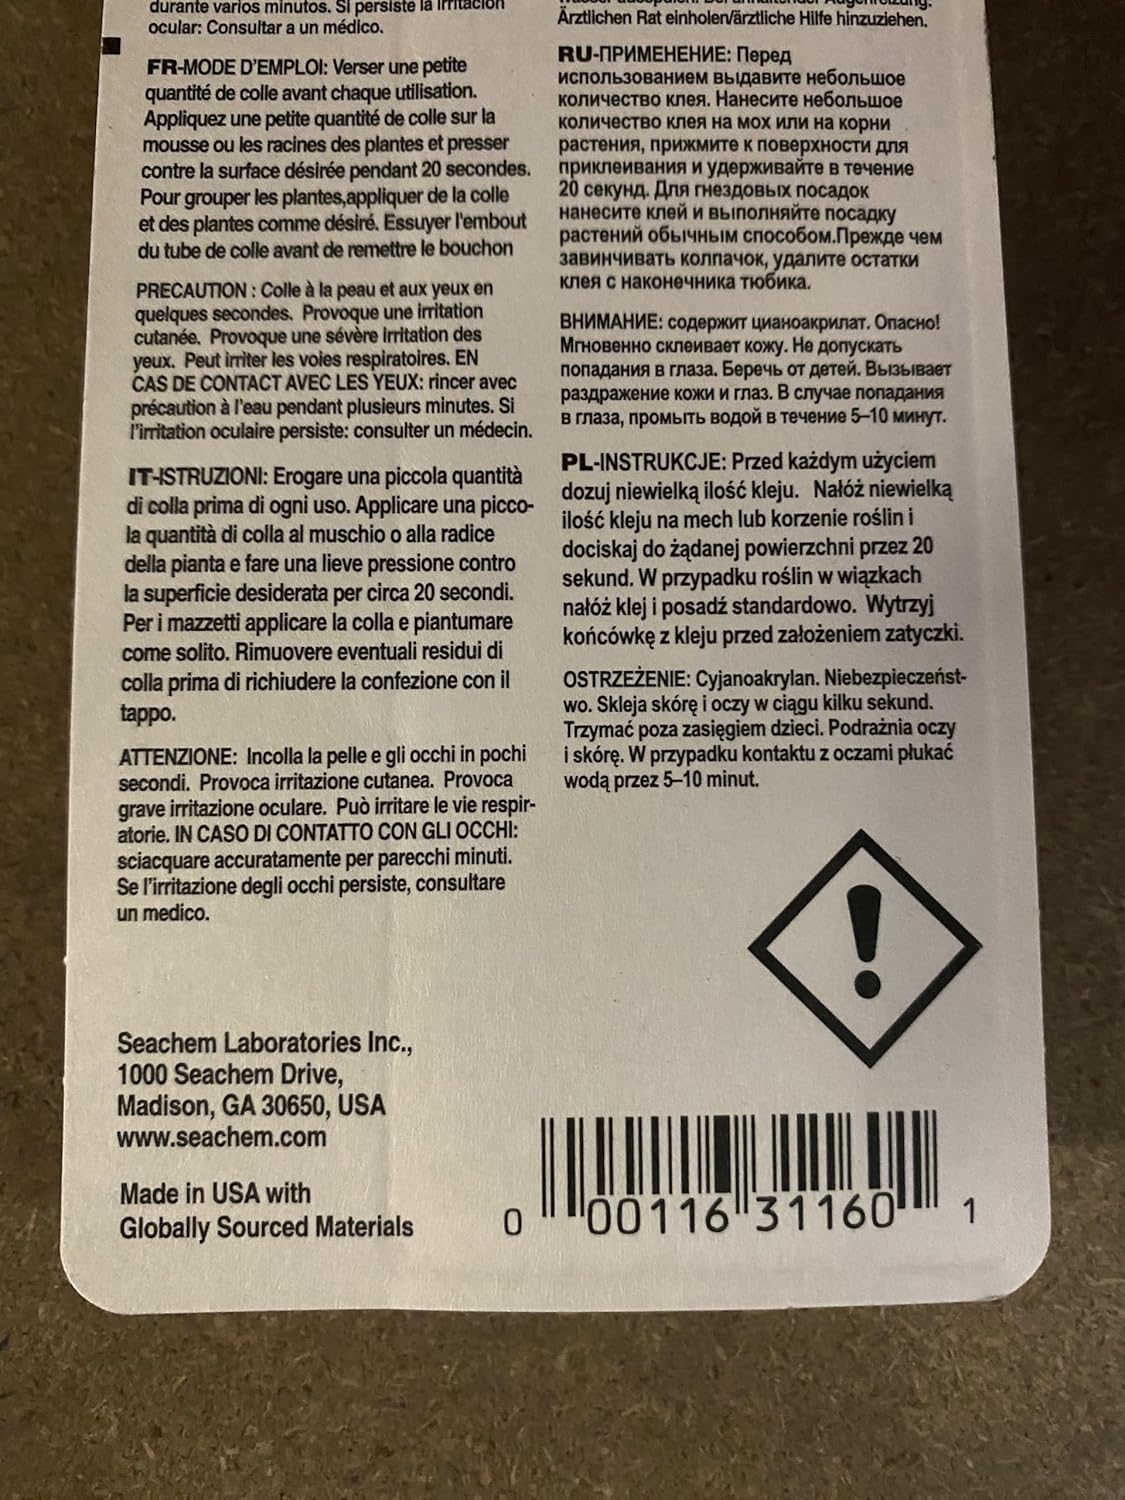 durante varios minutos. Si persiste la irritación
ocular: Consultar a un médico.
FR-MODE D'EMPLOI: Verser une petite
quantité de colle avant chaque utilisation.
Appliquez une petite quantité de colle sur la
mousse ou les racines des plantes et presser
contre la surface désirée pendant 20 secondes.
Pour grouper les plantes,appliquer de la colle
et des plantes comme désiré. Essuyer l'embout
du tube de colle avant de remettre le bouchon
PRECAUTION : Colle à la peau et aux yeux en
quelques secondes. Provoque une irritation
cutanée. Provoque une sévère irritation des
yeux. Peut irriter les voies respiratoires. EN
CAS DE CONTACT AVEC LES YEUX: rincer avec
précaution à l'eau pendant plusieurs minutes. Si
l'irritation oculaire persiste: consulter un médecin.
IT-ISTRUZIONI: Erogare una piccola quantità
di colla prima di ogni uso. Applicare una picco-
la quantità di colla al muschio o alla radice
della pianta e fare una lieve pressione contro
la superficie desiderata per circa 20 secondi.
Per i mazzetti applicare la colla e piantumare
come solito. Rimuovere eventuali residui di
colla prima di richiudere la confezione con il
tappo.
ATTENZIONE: Incolla la pelle e gli occhi in pochi
secondi. Provoca irritazione cutanea. Provoca
grave irritazione oculare. Può irritare le vie respir-
atorie. IN CASO DI CONTATTO CON GLI OCCHI:
sciacquare accuratamente per parecchi minuti.
Se l'irritazione degli occhi persiste, consultare
un medico.
Seachem Laboratories Inc.,
1000 Seachem Drive,
Madison, GA 30650, USA
www.seachem.com
Made in USA with
Globally Sourced Materials
Wasser ausspülen. Bei anhaltender Augenreizung:
Ärztlichen Rat einholen/ärztliche Hilfe hinzuziehen.
RU-ПРИМЕНЕНИЕ: Перед
использованием выдавите небольшое
количество клея. Нанесите небольшое
количество клея на мох или на корни
растения, прижмите к поверхности для
приклеивания и удерживайте в течение
20 секунд. Для гнездовых посадок
нанесите клей и выполняйте посадку
растений обычным способом.Прежде чем
завинчивать колпачок, удалите остатки
клея с наконечника тюбика.
ВНИМАНИЕ: содержит цианоакрилат. Опасно!
Мгновенно склеивает кожу. Не допускать
попадания в глаза. Беречь от детей. Вызывает
раздражение кожи и глаз. В случае попадания
в глаза, промыть водой в течение 5–10 минут.
PL-INSTRUKCJE: Przed każdym użyciem
dozuj niewielką ilość kleju. Nałóż niewielką
ilość kleju na mech lub korzenie roślin i
dociskaj do żądanej powierzchni przez 20
sekund. W przypadku roślin w wiązkach
nałóż klej i posadź standardowo. Wytrzyj
końcówkę z kleju przed założeniem zatyczki.
OSTRZEŻENIE: Cyjanoakrylan. Niebezpieczeńst-
wo. Skleja skórę i oczy w ciągu kilku sekund.
Trzymać poza zasięgiem dzieci. Podrażnia oczy
i skórę. W przypadku kontaktu z oczami płukać
wodą przez 5–10 minut.
0 00116 31160 1